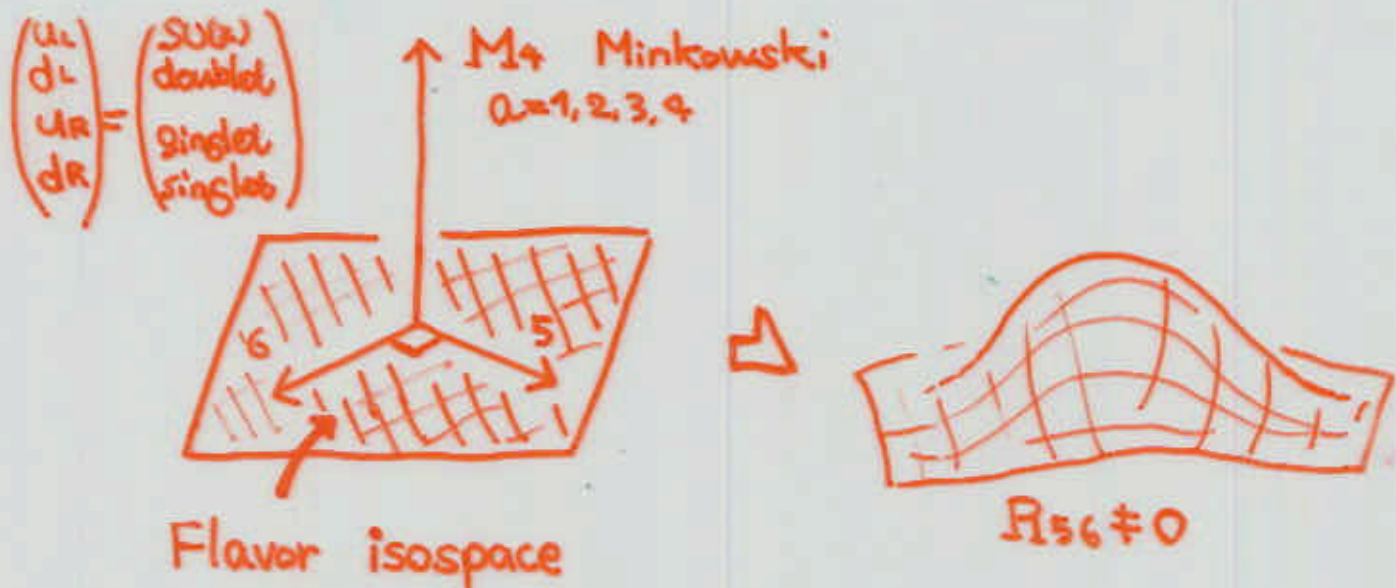 (uL dL uR dR) = (SU(2) doublet singlet singlet)
M4 Minkowski
a=1,2,3,4
6
5
Flavor isospace
R56≠0